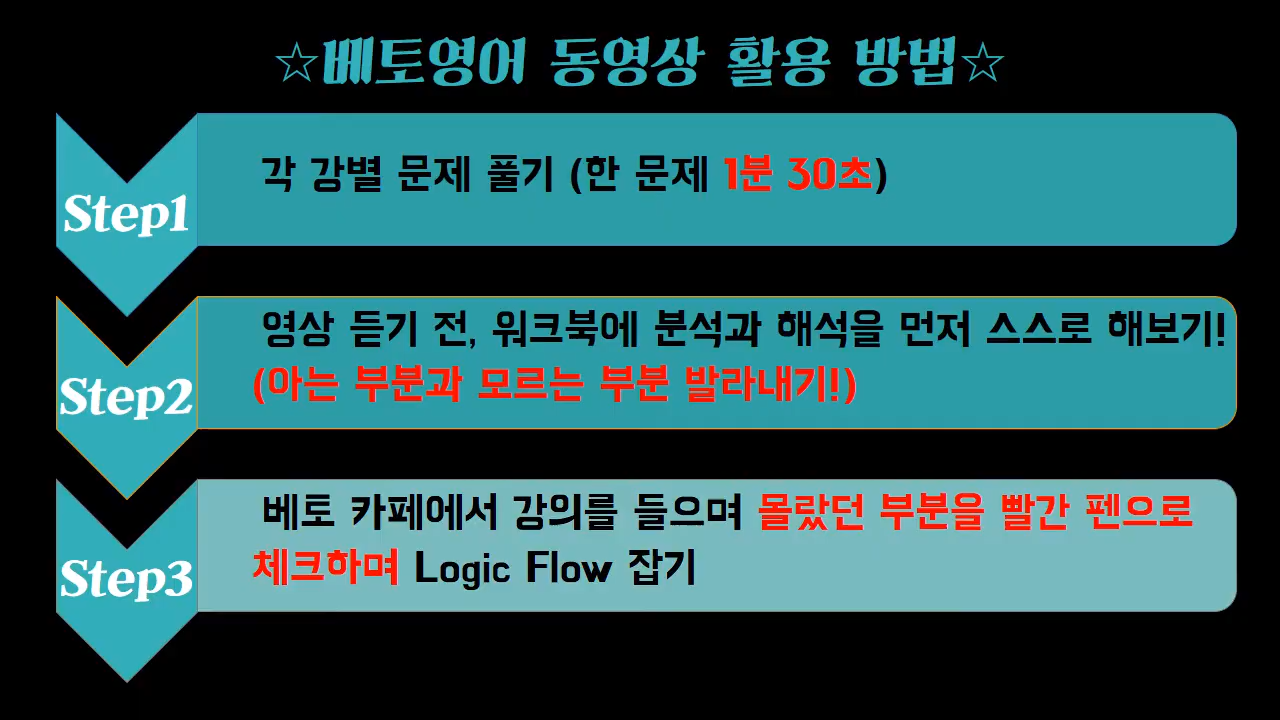 ☆베토영어 동영상 활용 방법☆
Step1
각 강별 문제 풀기 (한 문제 1분 30초)
Step2
영상 듣기 전, 워크북에 분석과 해석을 먼저 스스로 해보기!
(아는 부분과 모르는 부분 발라내기!)
Step3
베토 카페에서 강의를 들으며 몰랐던 부분을 빨간 펜으로
체크하며 Logic Flow 잡기